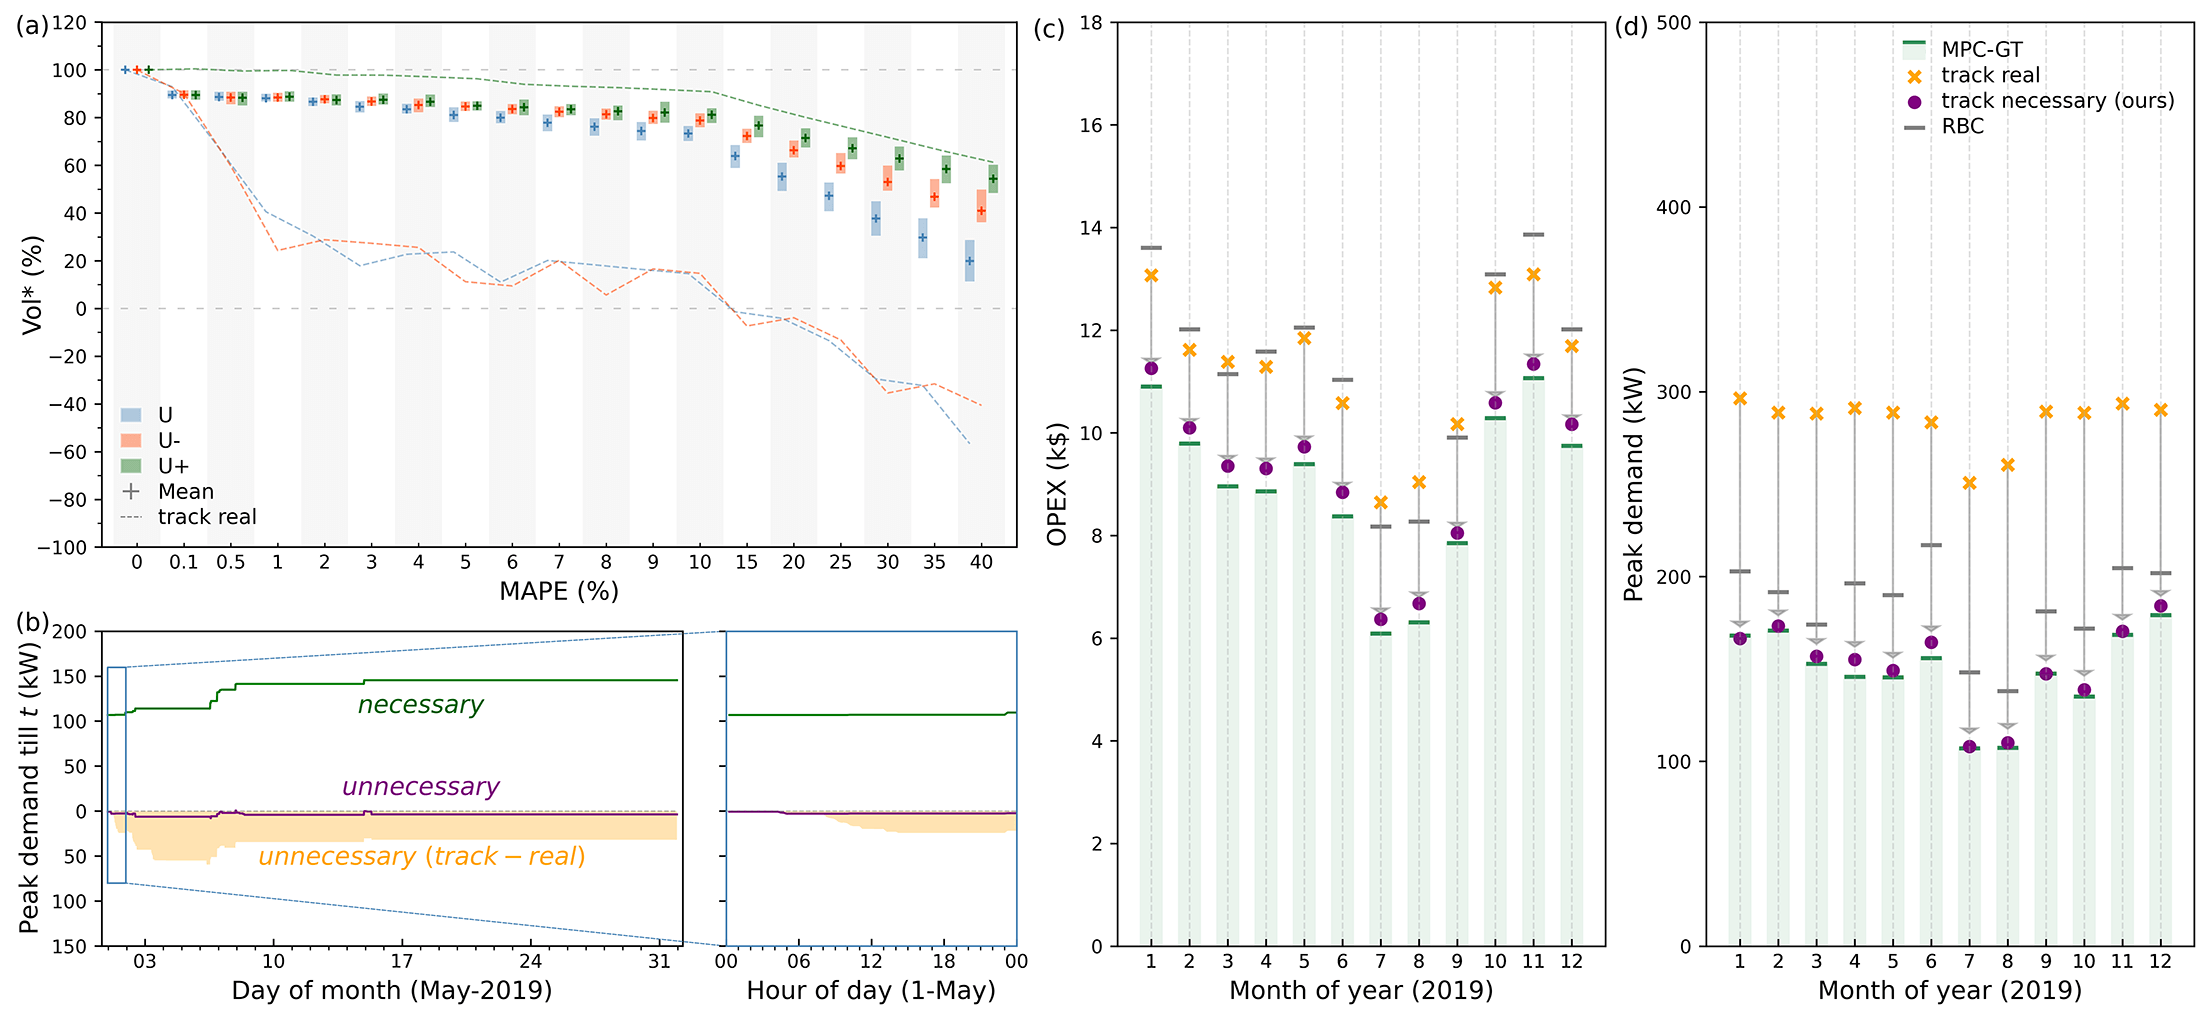 (a)
120
100
80
60
40
20
0
−20
−40
−60
−80
−100
Vol* (%)
U
U-
U+
Mean
track real
0 0.1 0.5 1 2 3 4 5 6 7 8 9 10 15 20 25 30 35 40
MAPE (%)
(b)
200
150
100
50
0
50
100
150
Peak demand till t (kW)
necessary
unnecessary
unnecessary (track − real)
03 10 17 24 31
Day of month (May-2019)
00 06 12 18 00
Hour of day (1-May)
(c)
18
16
14
12
10
8
6
4
2
0
OPEX (k$)
1 2 3 4 5 6 7 8 9 10 11 12
Month of year (2019)
(d)
500
400
300
200
100
0
Peak demand (kW)
MPC-GT
track real
track necessary (ours)
RBC
1 2 3 4 5 6 7 8 9 10 11 12
Month of year (2019)